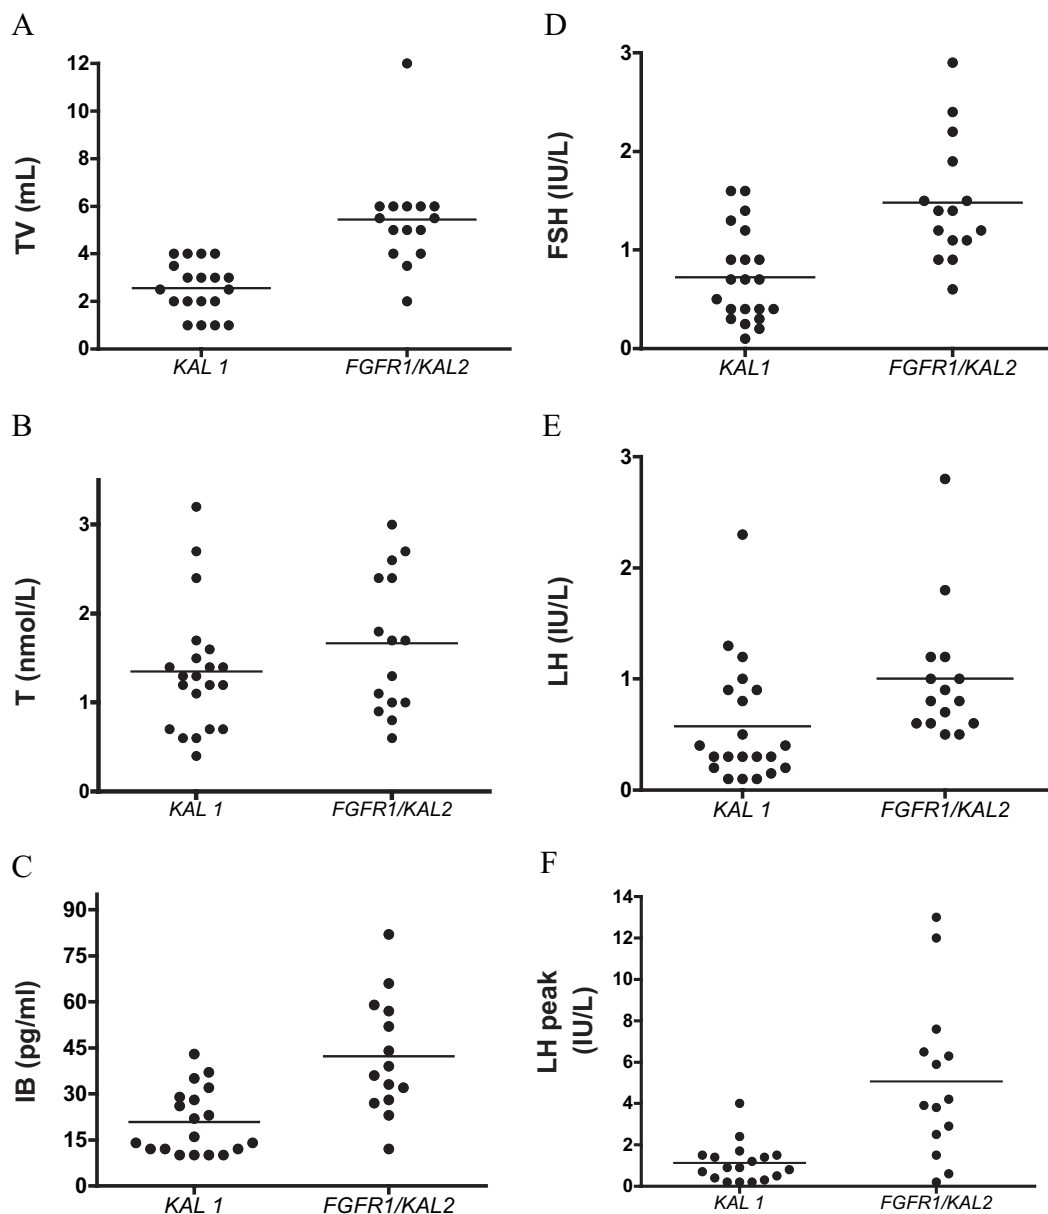 A
TV (mL)
12
10
8
6
4
2
0
KAL 1
FGFR1/KAL2
D
FSH (IU/L)
3
2
1
0
KAL1
FGFR1/KAL2
B
T (nmol/L)
3
2
1
0
KAL 1
FGFR1/KAL2
E
LH (IU/L)
3
2
1
0
KAL 1
FGFR1/KAL2
C
IB (pg/ml)
90
75
60
45
30
15
0
KAL 1
FGFR1/KAL2
F
LH peak
(IU/L)
14
12
10
8
6
4
2
0
KAL 1
FGFR1/KAL2